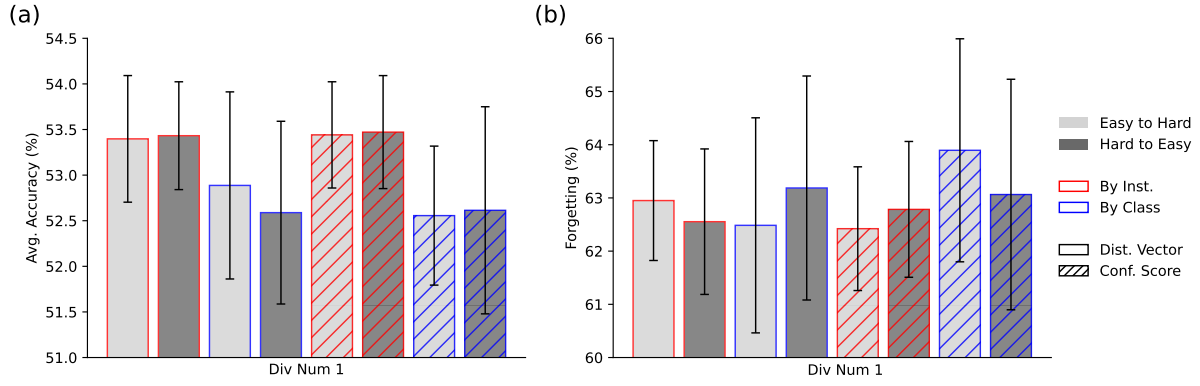 (a)
54.5
54.0
53.5
53.0
52.5
52.0
51.5
51.0
Avg. Accuracy (%)
Div Num 1
(b)
66
65
64
63
62
61
60
Forgetting (%)
Div Num 1
Easy to Hard
Hard to Easy
By Inst.
By Class
Dist. Vector
Conf. Score